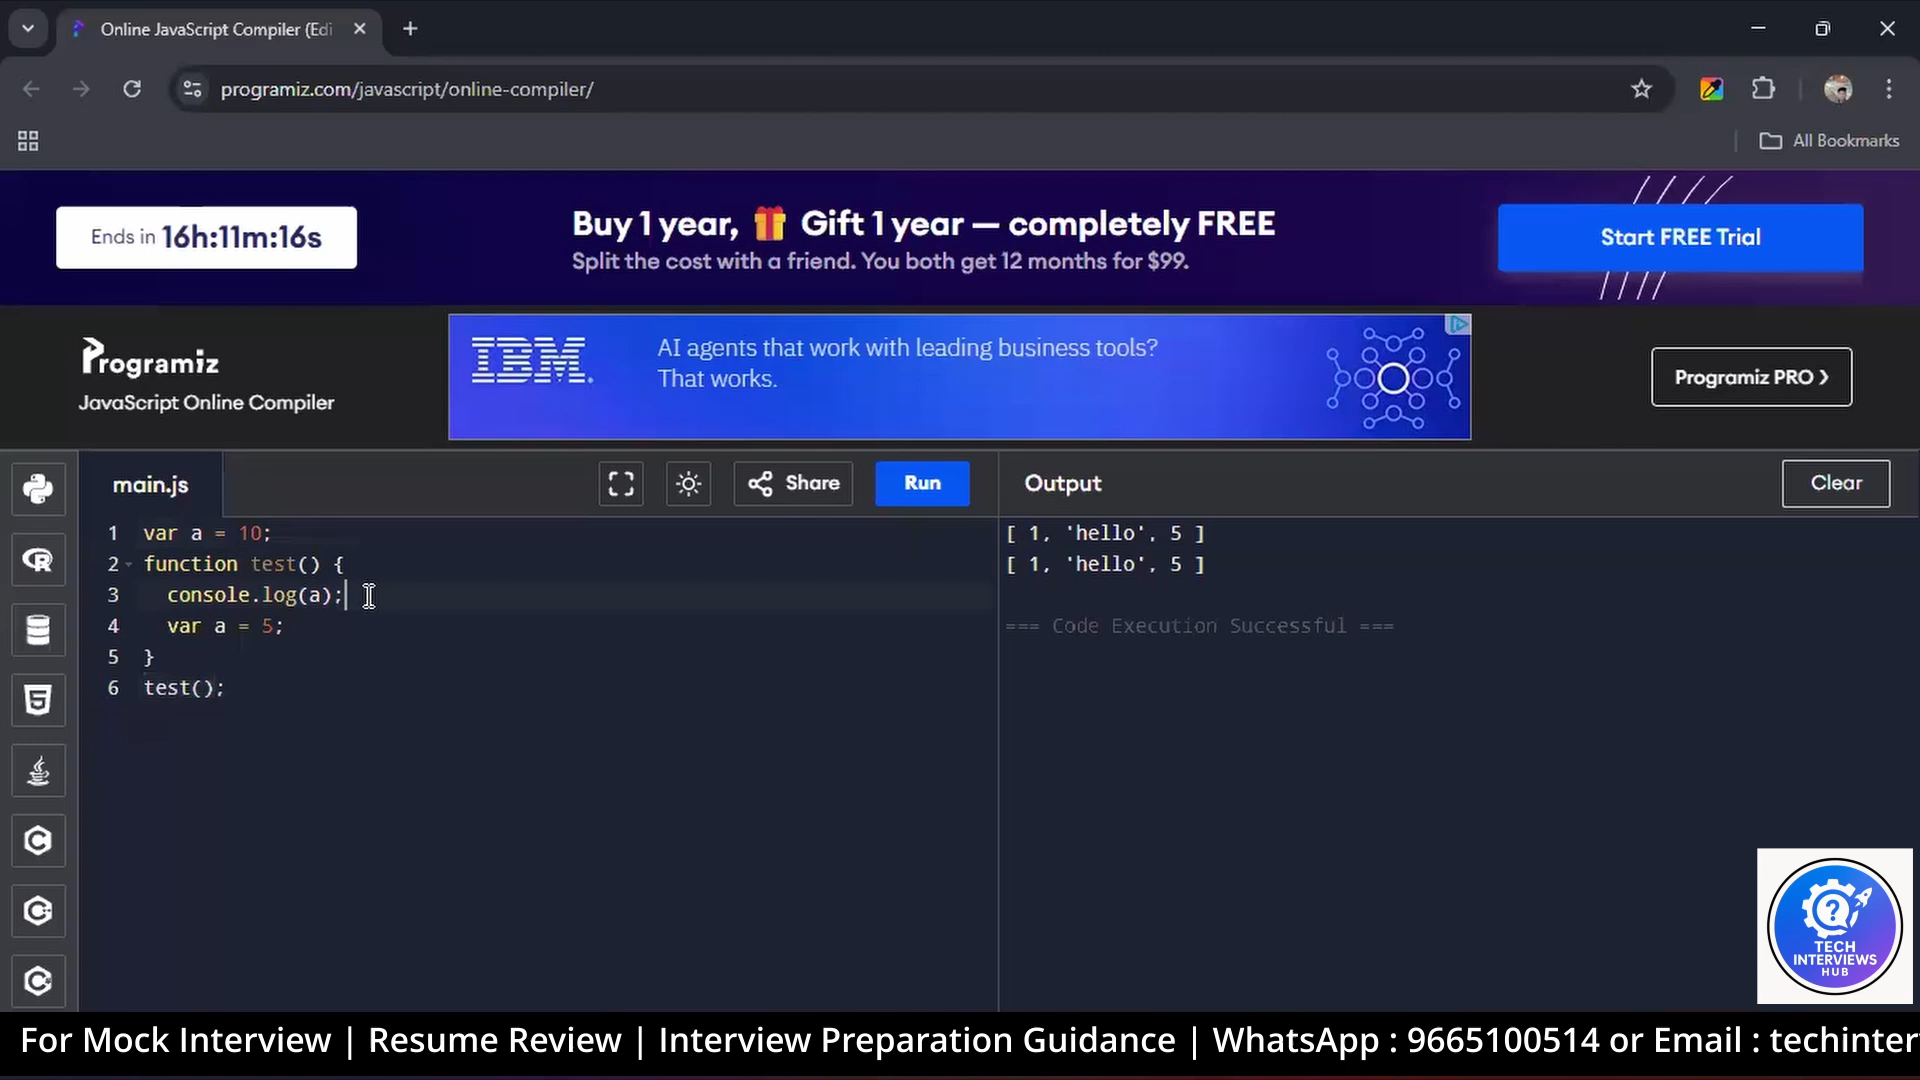 Online JavaScript Compiler (Edi
programiz.com/javascript/online-compiler/
All Bookmarks
Ends in 16h:11m:16s
Buy 1 year, Gift 1 year — completely FREE
Split the cost with a friend. You both get 12 months for $99.
Start FREE Trial
Programiz
JavaScript Online Compiler
IBM.
AI agents that work with leading business tools?
That works.
Programiz PRO
main.js
Share
Run
Output
Clear
1 var a = 10;
2 function test() {
3 console.log(a);
4 var a = 5;
5 }
6 test();
[ 1, 'hello', 5 ]
[ 1, 'hello', 5 ]
=== Code Execution Successful ===
TECH
INTERVIEWS
HUB
For Mock Interview | Resume Review | Interview Preparation Guidance | WhatsApp : 9665100514 or Email : techinter